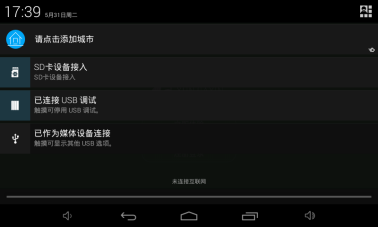 17:39 5月31日周二
请点击添加城市
SD卡设备接入
SD卡设备接入
已连接 USB 调试
触摸可停用 USB 调试。
已作为媒体设备连接
触摸可显示其他 USB 选项。
未连接互联网